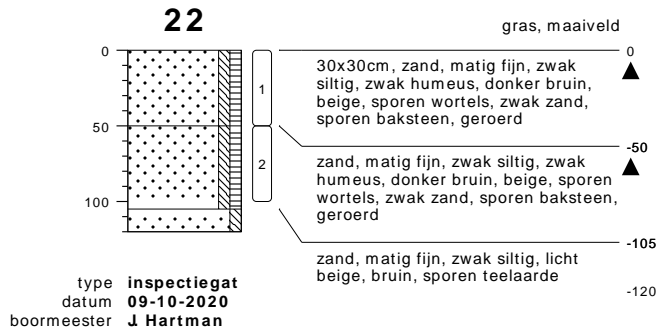 22
gras, maaiveld
0
50
100
1
2
0
30x30cm, zand, matig fijn, zwak
siltig, zwak humeus, donker bruin,
beige, sporen wortels, zwak zand,
sporen baksteen, geroerd
-50
zand, matig fijn, zwak siltig, zwak
humeus, donker bruin, beige, sporen
wortels, zwak zand, sporen baksteen,
geroerd
-105
zand, matig fijn, zwak siltig, licht
beige, bruin, sporen teelaarde
-120
type inspectiegat
datum 09-10-2020
boormeester J. Hartman